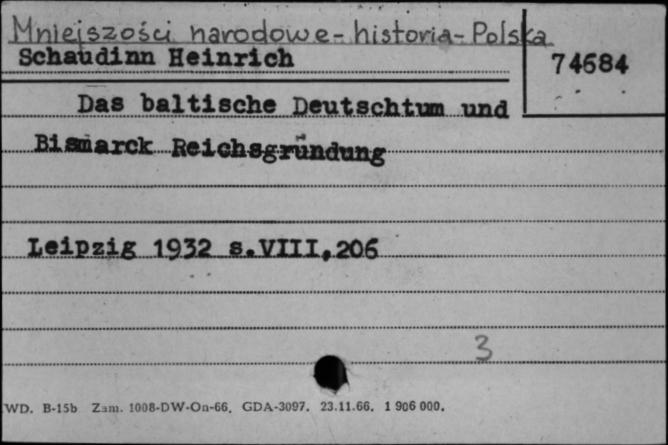 Mniejszości narodowe - historia - Polska
Schaudinn Heinrich
74684
Das baltische Deutschtum und
Bismarck Reichsgründung
Leipzig 1932 s.VIII,206
3
WD. B-15b Zam. 1008-DW-On-66. GDA-3097. 23.11.66. 1 906 000.